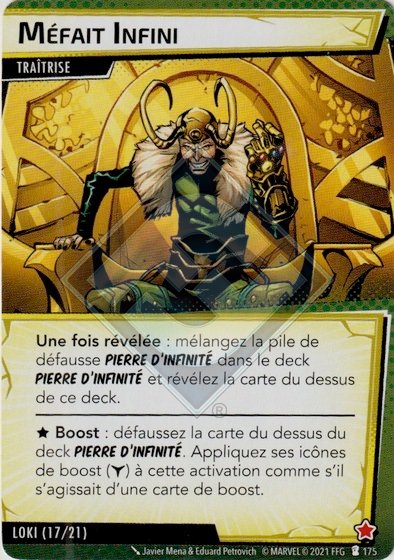 Méfait Infini
TRAÎTRISE
Une fois révélée : mélangez la pile de
défausse PIERRE D'INFINITÉ dans le deck
PIERRE D'INFINITÉ et révélez la carte du dessus
de ce deck.
★ Boost : défaussez la carte du dessus du
deck PIERRE D'INFINITÉ. Appliquez ses icônes
de boost ( ) à cette activation comme s'il
s'agissait d'une carte de boost.
LOKI (17/21)
Javier Mena & Eduard Petrovich © MARVEL © 2021 FFG 175
®